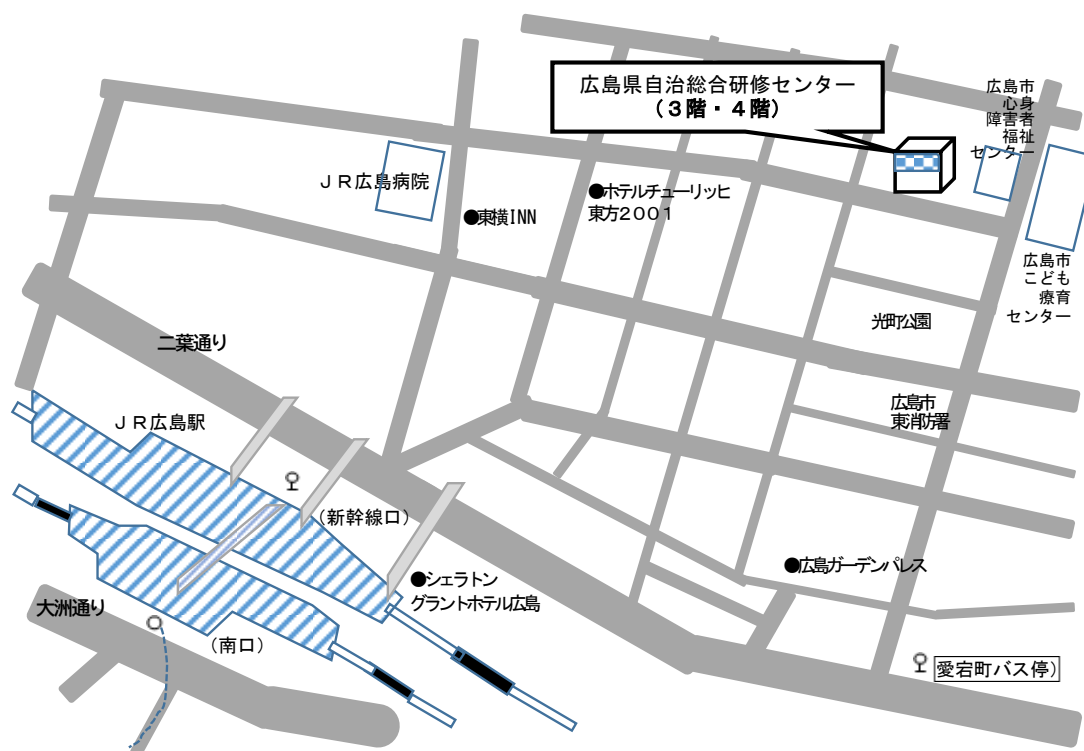 広島県自治総合研修センター
（３階・４階）
広島市
心身
障害者
福祉
センター
ＪＲ広島病院
●東横INN
●ホテルチューリッヒ
東方２００１
広島市
こども
療育
センター
光町公園
二葉通り
広島市
東消防署
ＪＲ広島駅
（新幹線口）
●広島ガーデンパレス
●シェラトン
グラントホテル広島
大洲通り
（南口）
愛宕町バス停）